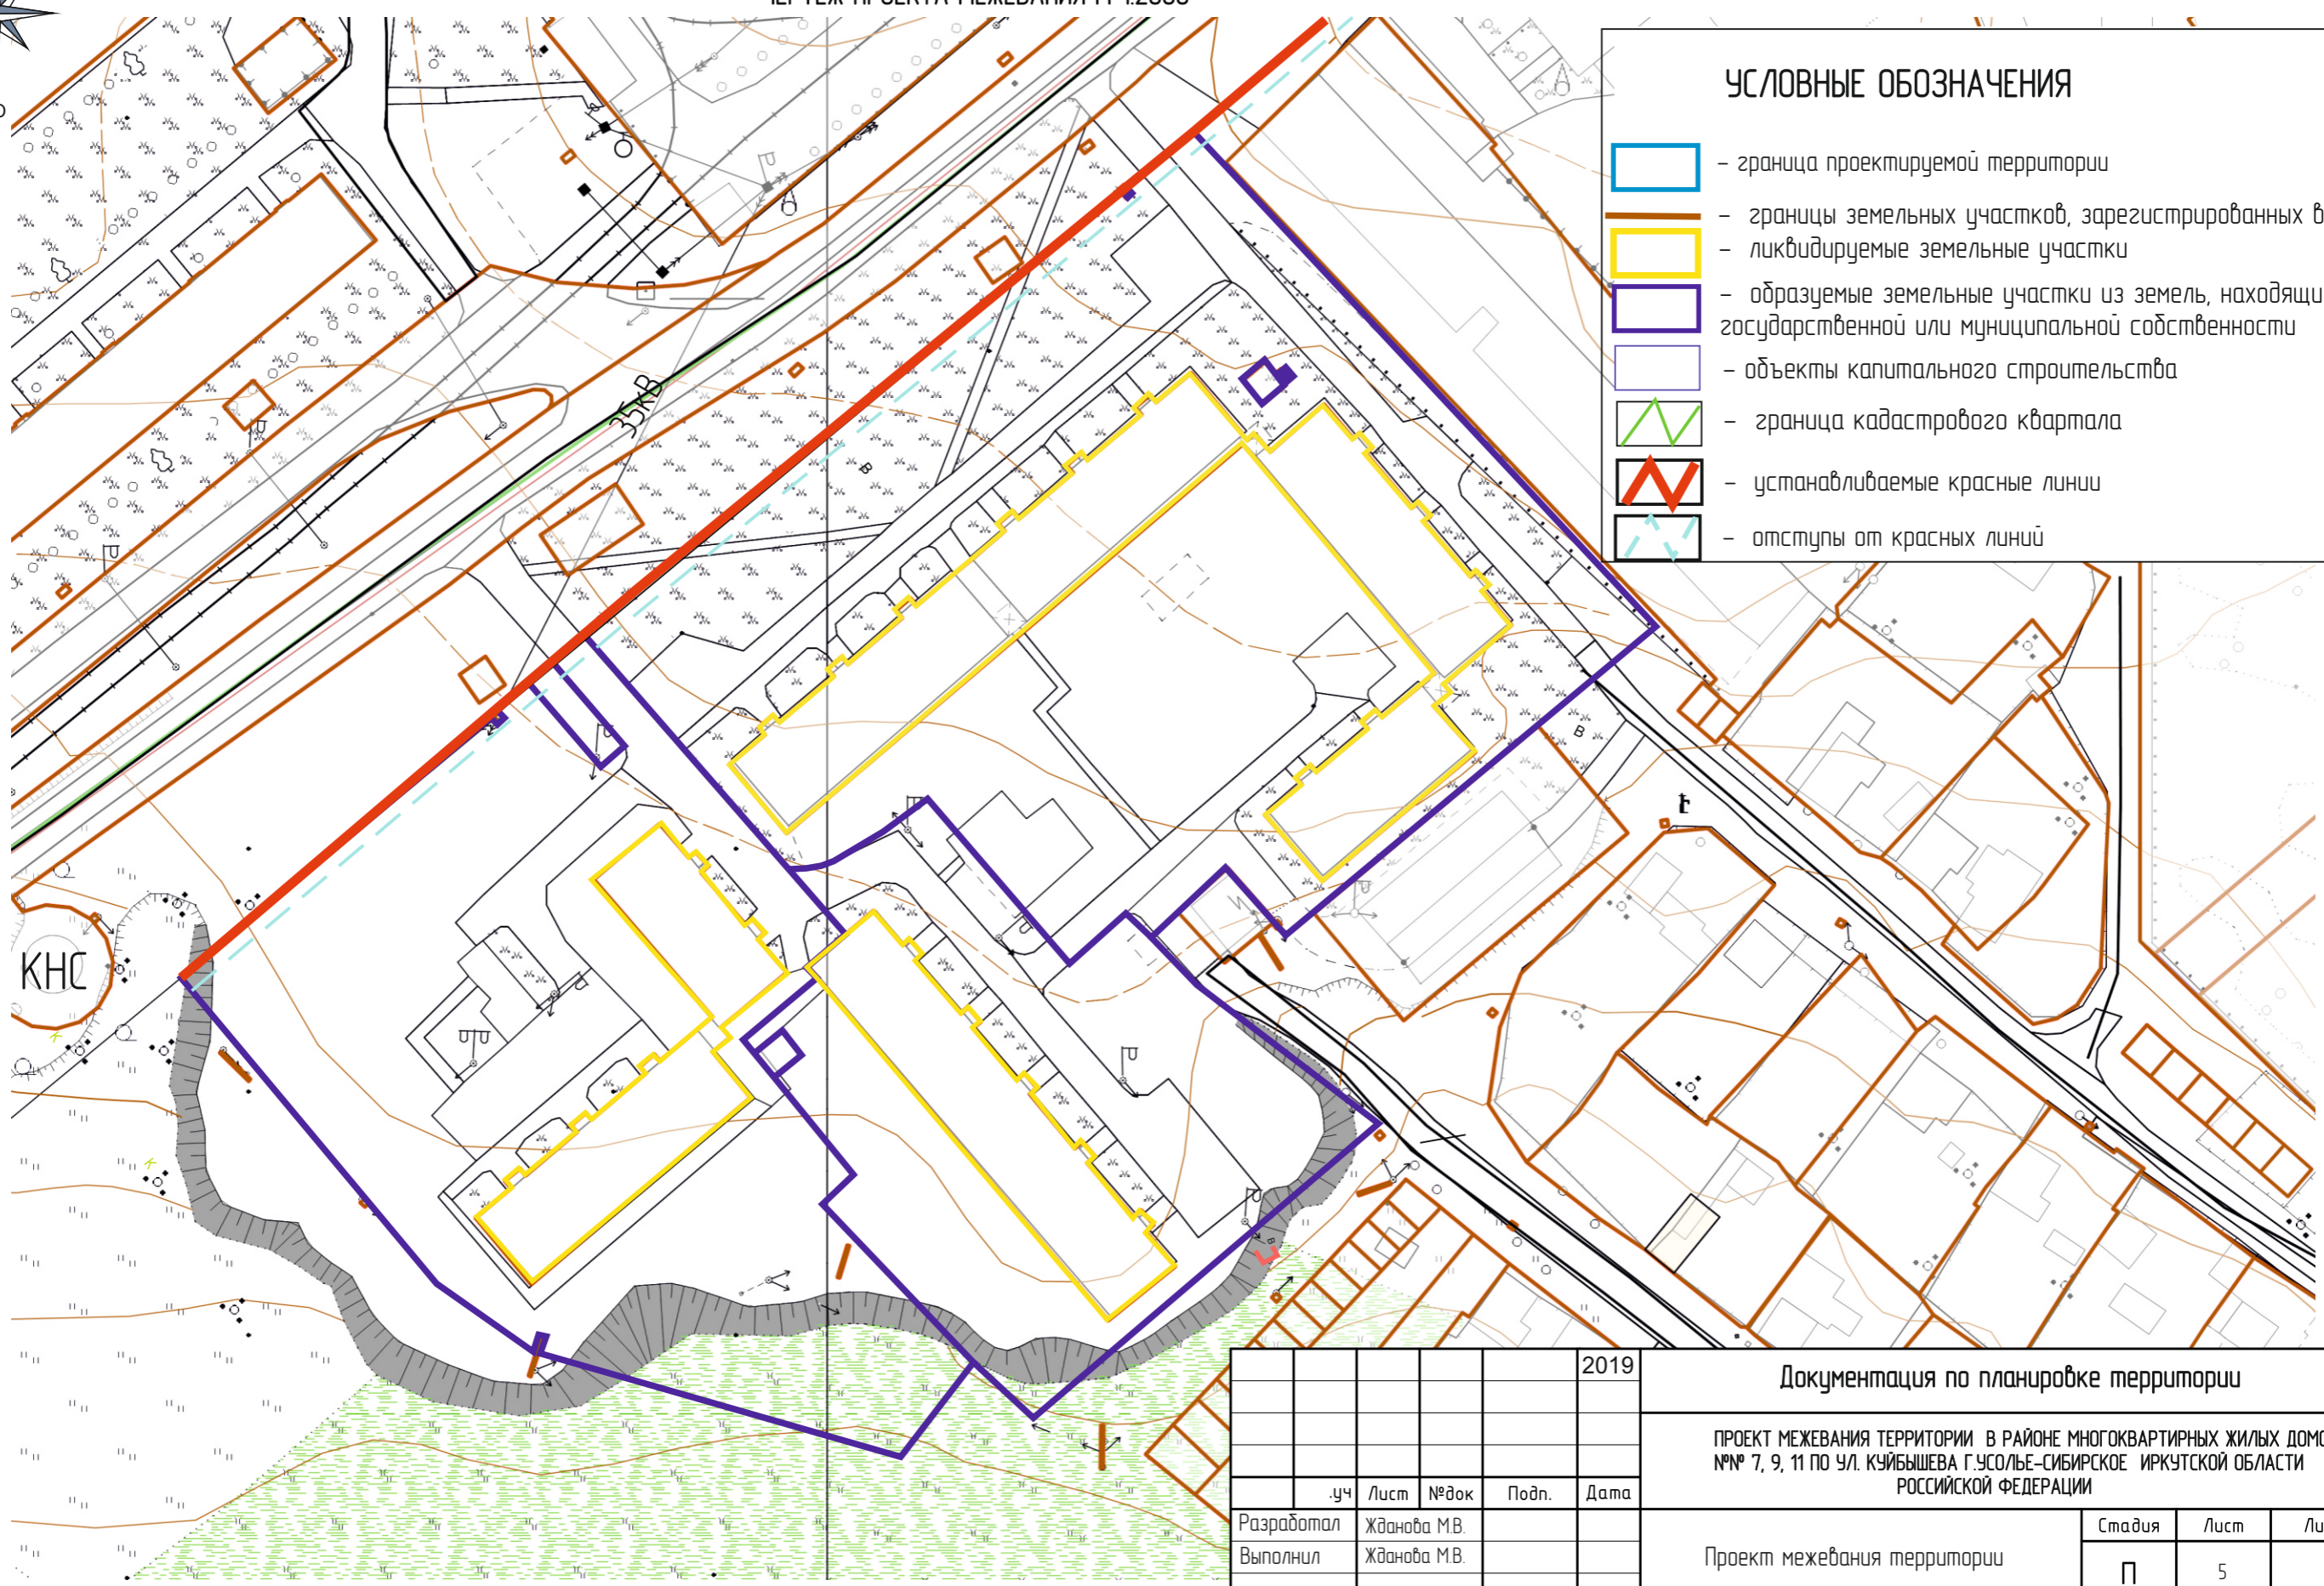 УСЛОВНЫЕ ОБОЗНАЧЕНИЯ
– граница проектируемой территории
– границы земельных участков, зарегистрированных в
– ликвидируемые земельные участки
– образуемые земельные участки из земель, находящи
государственной или муниципальной собственности
– объекты капитального строительства
– граница кадастрового квартала
– устанавливаемые красные линии
– отступы от красных линий
35кВ
В
В
КНС
2019
Документация по планировке территории
ПРОЕКТ МЕЖЕВАНИЯ ТЕРРИТОРИИ В РАЙОНЕ МНОГОКВАРТИРНЫХ ЖИЛЫХ ДОМО
№№ 7, 9, 11 ПО УЛ. КУЙБЫШЕВА Г.УСОЛЬЕ-СИБИРСКОЕ ИРКУТСКОЙ ОБЛАСТИ
РОССИЙСКОЙ ФЕДЕРАЦИИ
.уч Лист №док Подп. Дата
Разработал Жданова М.В.
Выполнил Жданова М.В.
Проект межевания территории
Стадия Лист Ли
П 5